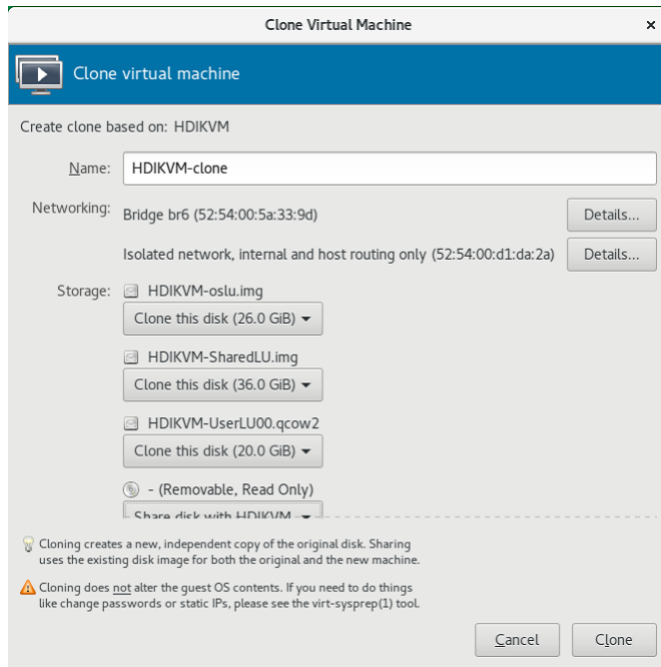 Clone Virtual Machine
Clone virtual machine
Create clone based on: HDIKVM
Name: HDIKVM-clone
Networking: Bridge br6 (52:54:00:5a:33:9d) Details...
Isolated network, internal and host routing only (52:54:00:d1:da:2a) Details...
Storage: HDIKVM-oslu.img
Clone this disk (26.0 GiB)
HDIKVM-SharedLU.img
Clone this disk (36.0 GiB)
HDIKVM-UserLU00.qcow2
Clone this disk (20.0 GiB)
- (Removable, Read Only)
Share disk with HDIKVM
Cloning creates a new, independent copy of the original disk. Sharing
uses the existing disk image for both the original and the new machine.
Cloning does not alter the guest OS contents. If you need to do things
like change passwords or static IPs, please see the virt-sysprep(1) tool.
Cancel Clone